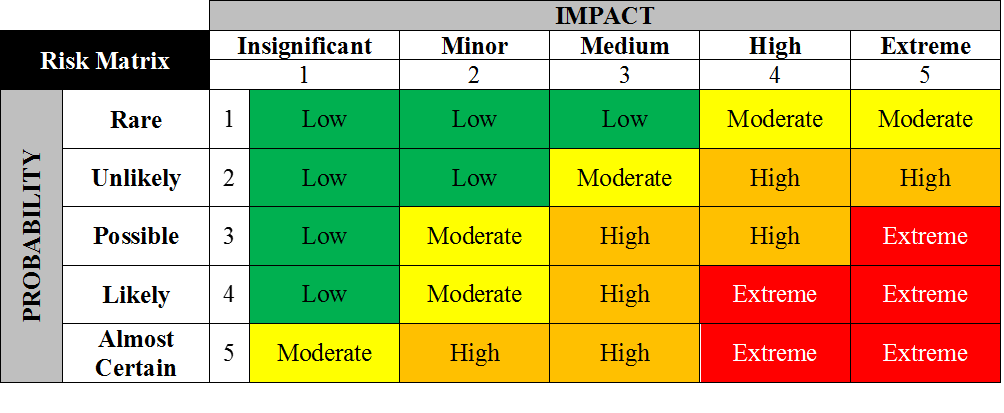 IMPACT
Risk Matrix
Insignificant Minor Medium High Extreme
1 2 3 4 5
PROBABILITY
Rare 1 Low Low Low Moderate Moderate
Unlikely 2 Low Low Moderate High High
Possible 3 Low Moderate High High Extreme
Likely 4 Low Moderate High Extreme Extreme
Almost
Certain 5 Moderate High High Extreme Extreme